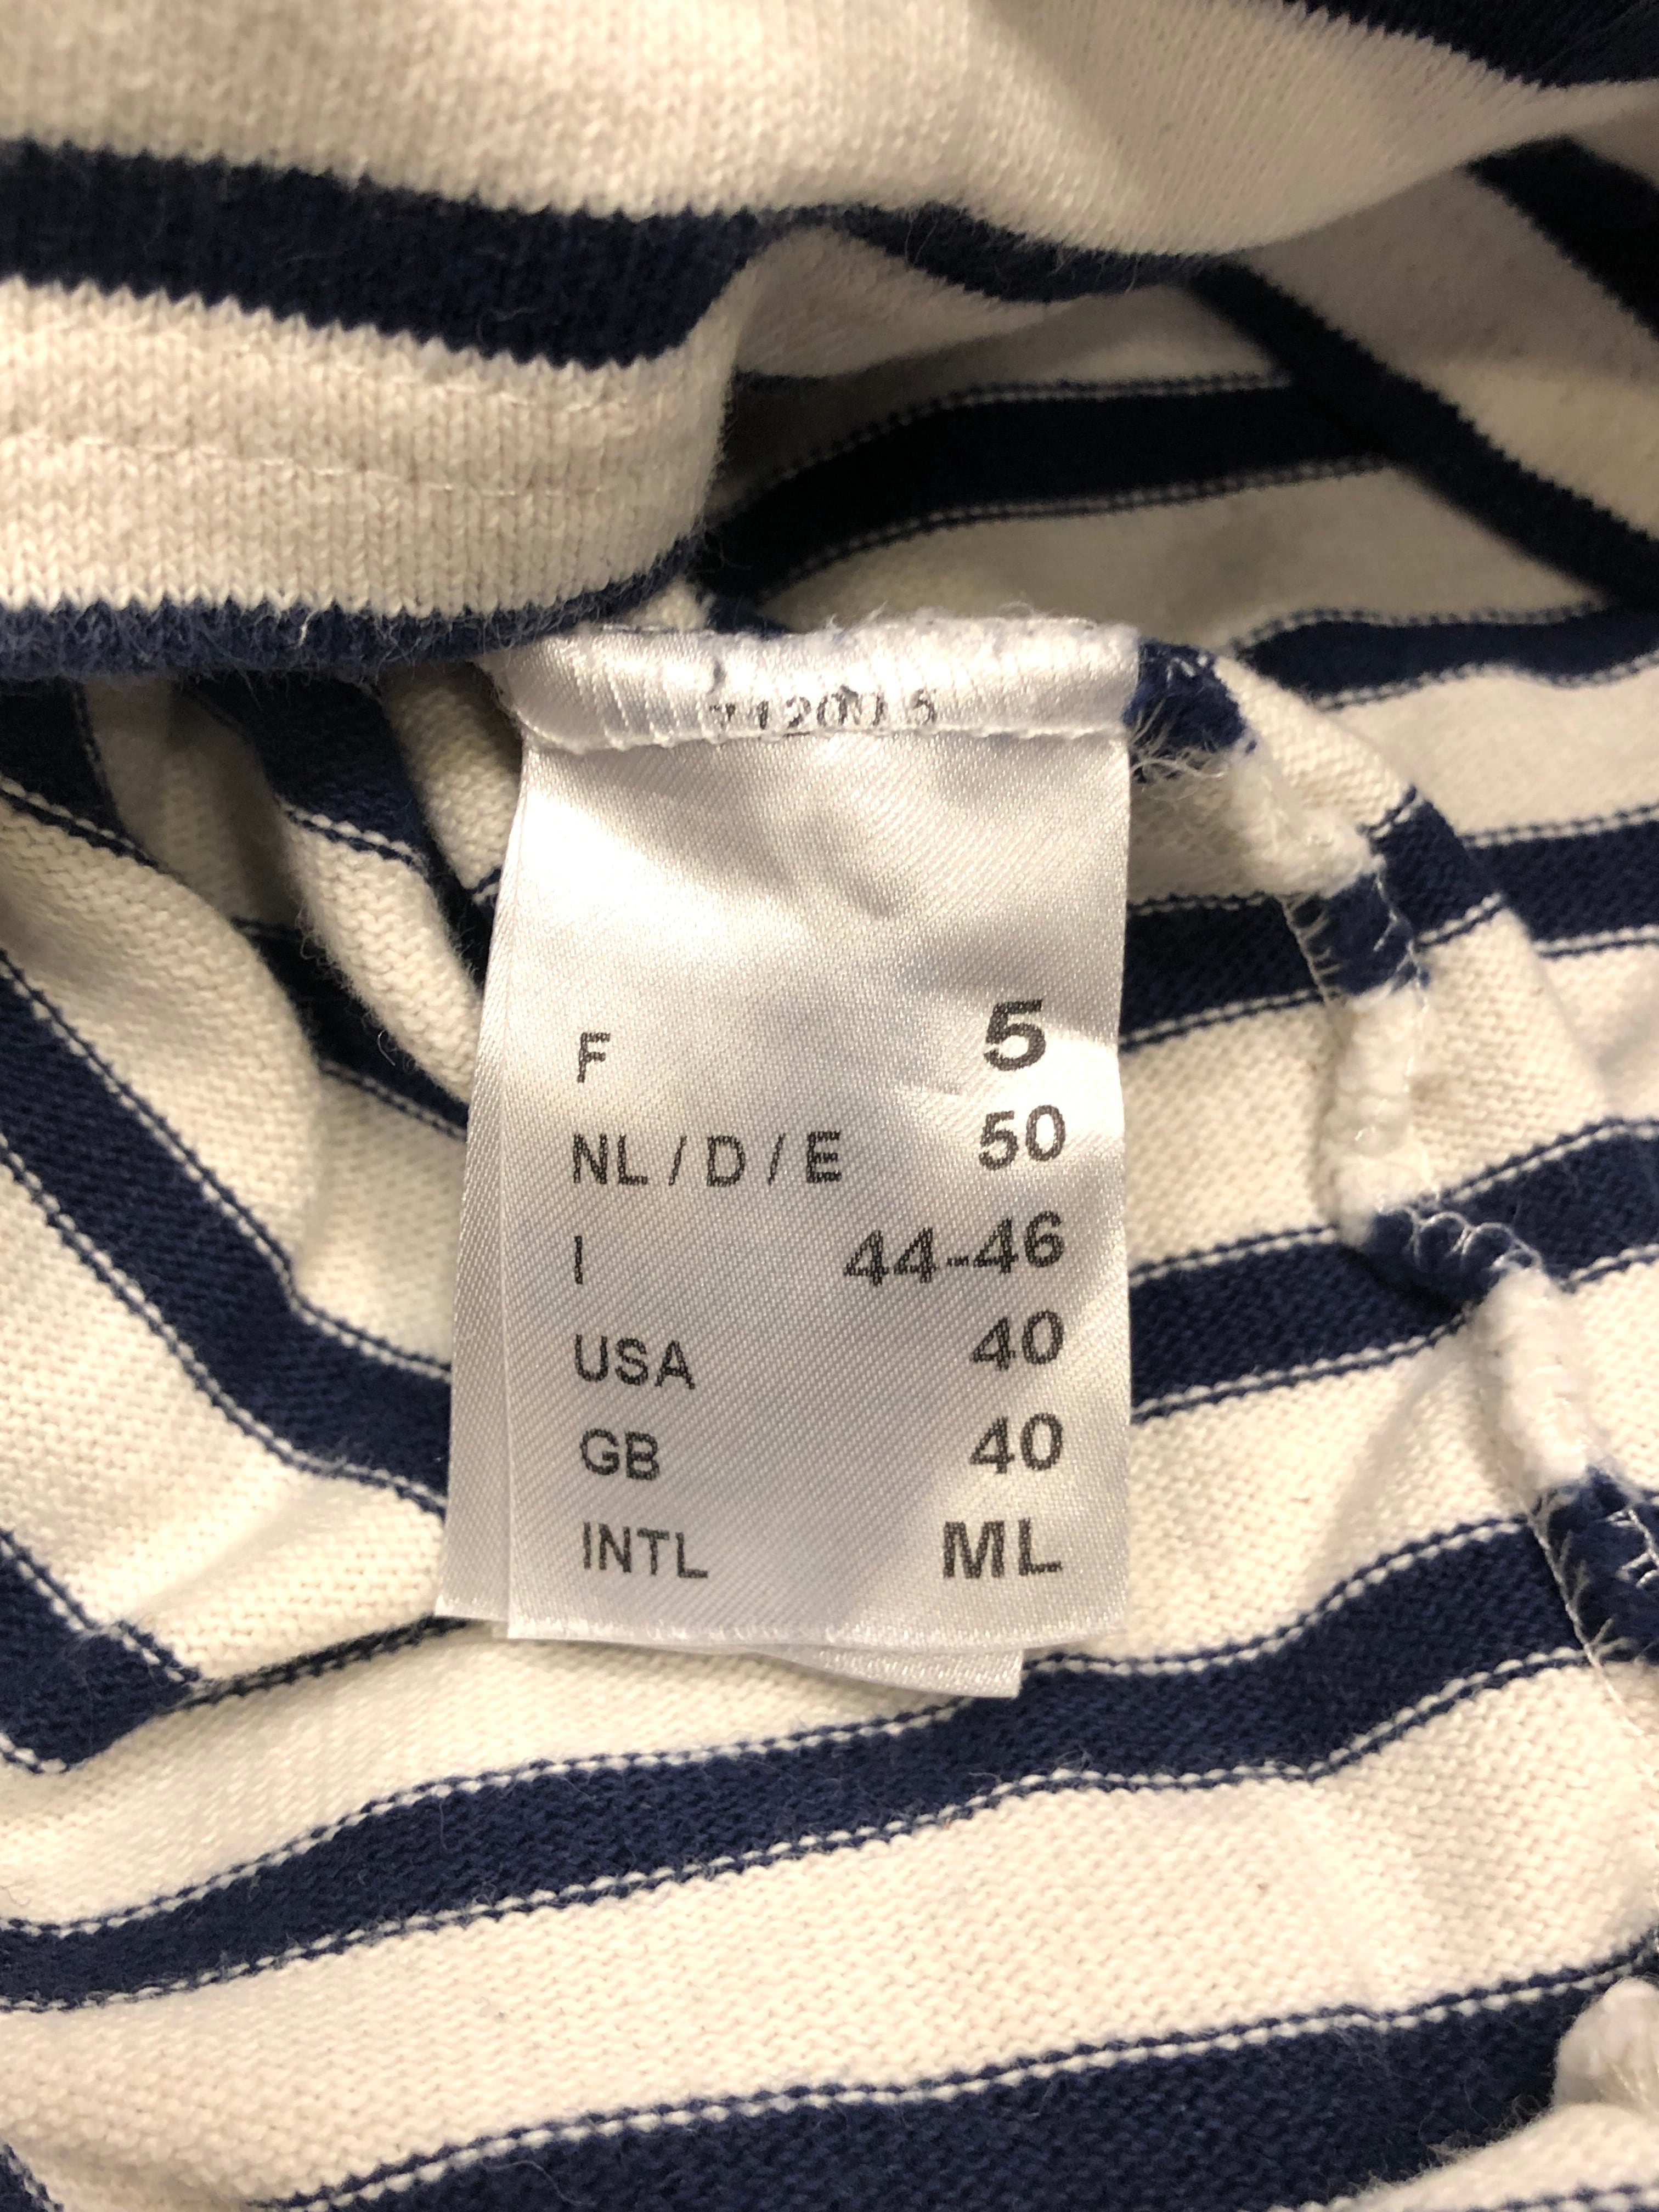 F 5
NL / D / E 50
I 44-46
USA 40
GB 40
INTL ML